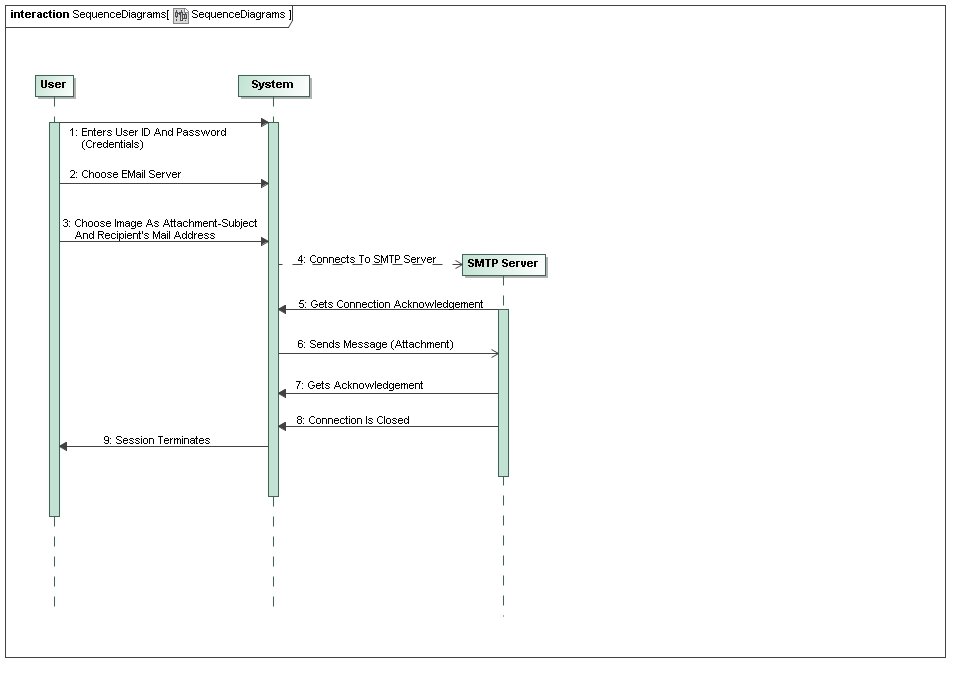 interaction SequenceDiagrams[ SequenceDiagrams ]
User
System
1: Enters User ID And Password
(Credentials)
2: Choose EMail Server
3: Choose Image As Attachment-Subject
And Recipient's Mail Address
4: Connects To SMTP Server
SMTP Server
5: Gets Connection Acknowledgement
6: Sends Message (Attachment)
7: Gets Acknowledgement
8: Connection Is Closed
9: Session Terminates